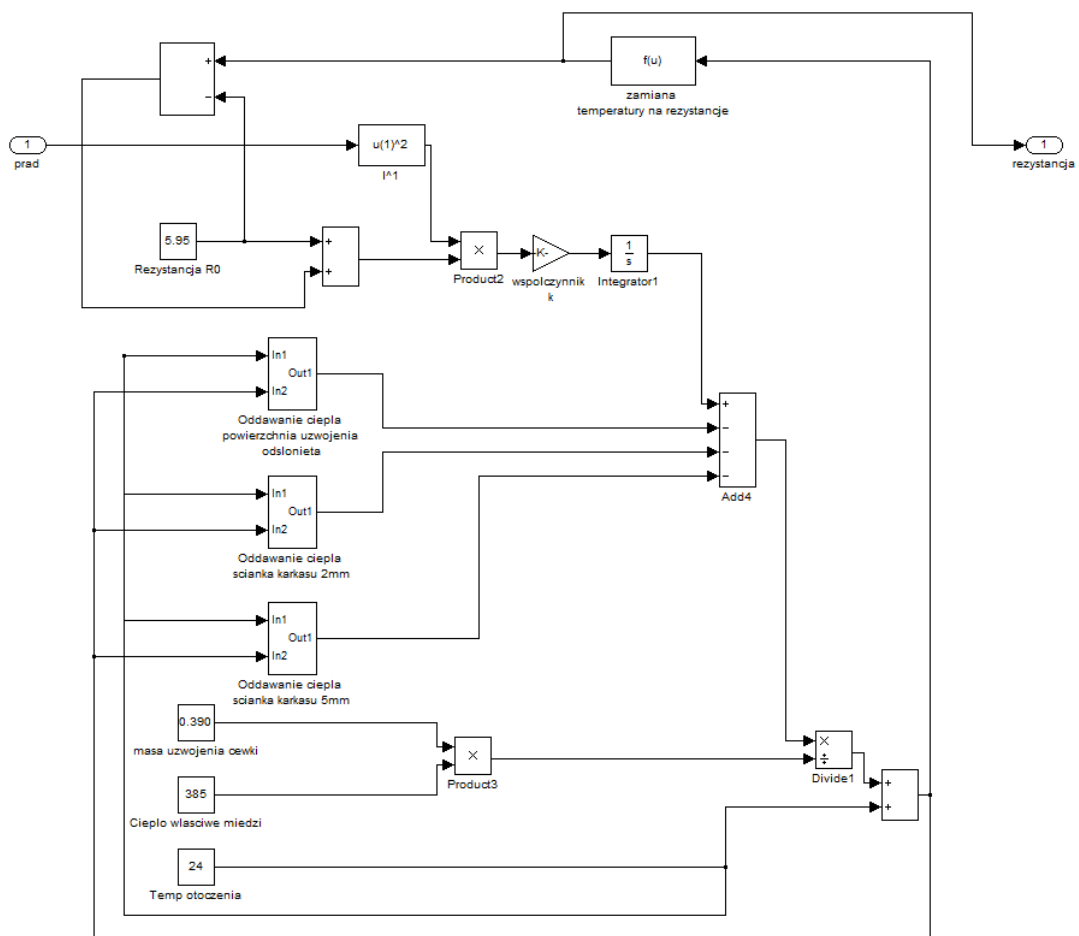 +
−
f(u)
zamiana
temperatury na rezystancje
1
prad
u(1)^2
I^1
1
rezystancja
5.95
Rezystancja R0
+
+
×
Product2
K-
wspolczynnik
k
1
s
Integrator1
In1
Out1
In2
Oddawanie ciepla
powierzchnia uzwojenia
odslonieta
+
−
−
−
Add4
In1
Out1
In2
Oddawanie ciepla
scianka karkasu 2mm
In1
Out1
In2
Oddawanie ciepla
scianka karkasu 5mm
0.390
masa uzwojenia cewki
×
Product3
385
Cieplo wlasciwe miedzi
×
÷
Divide1
+
+
24
Temp otoczenia